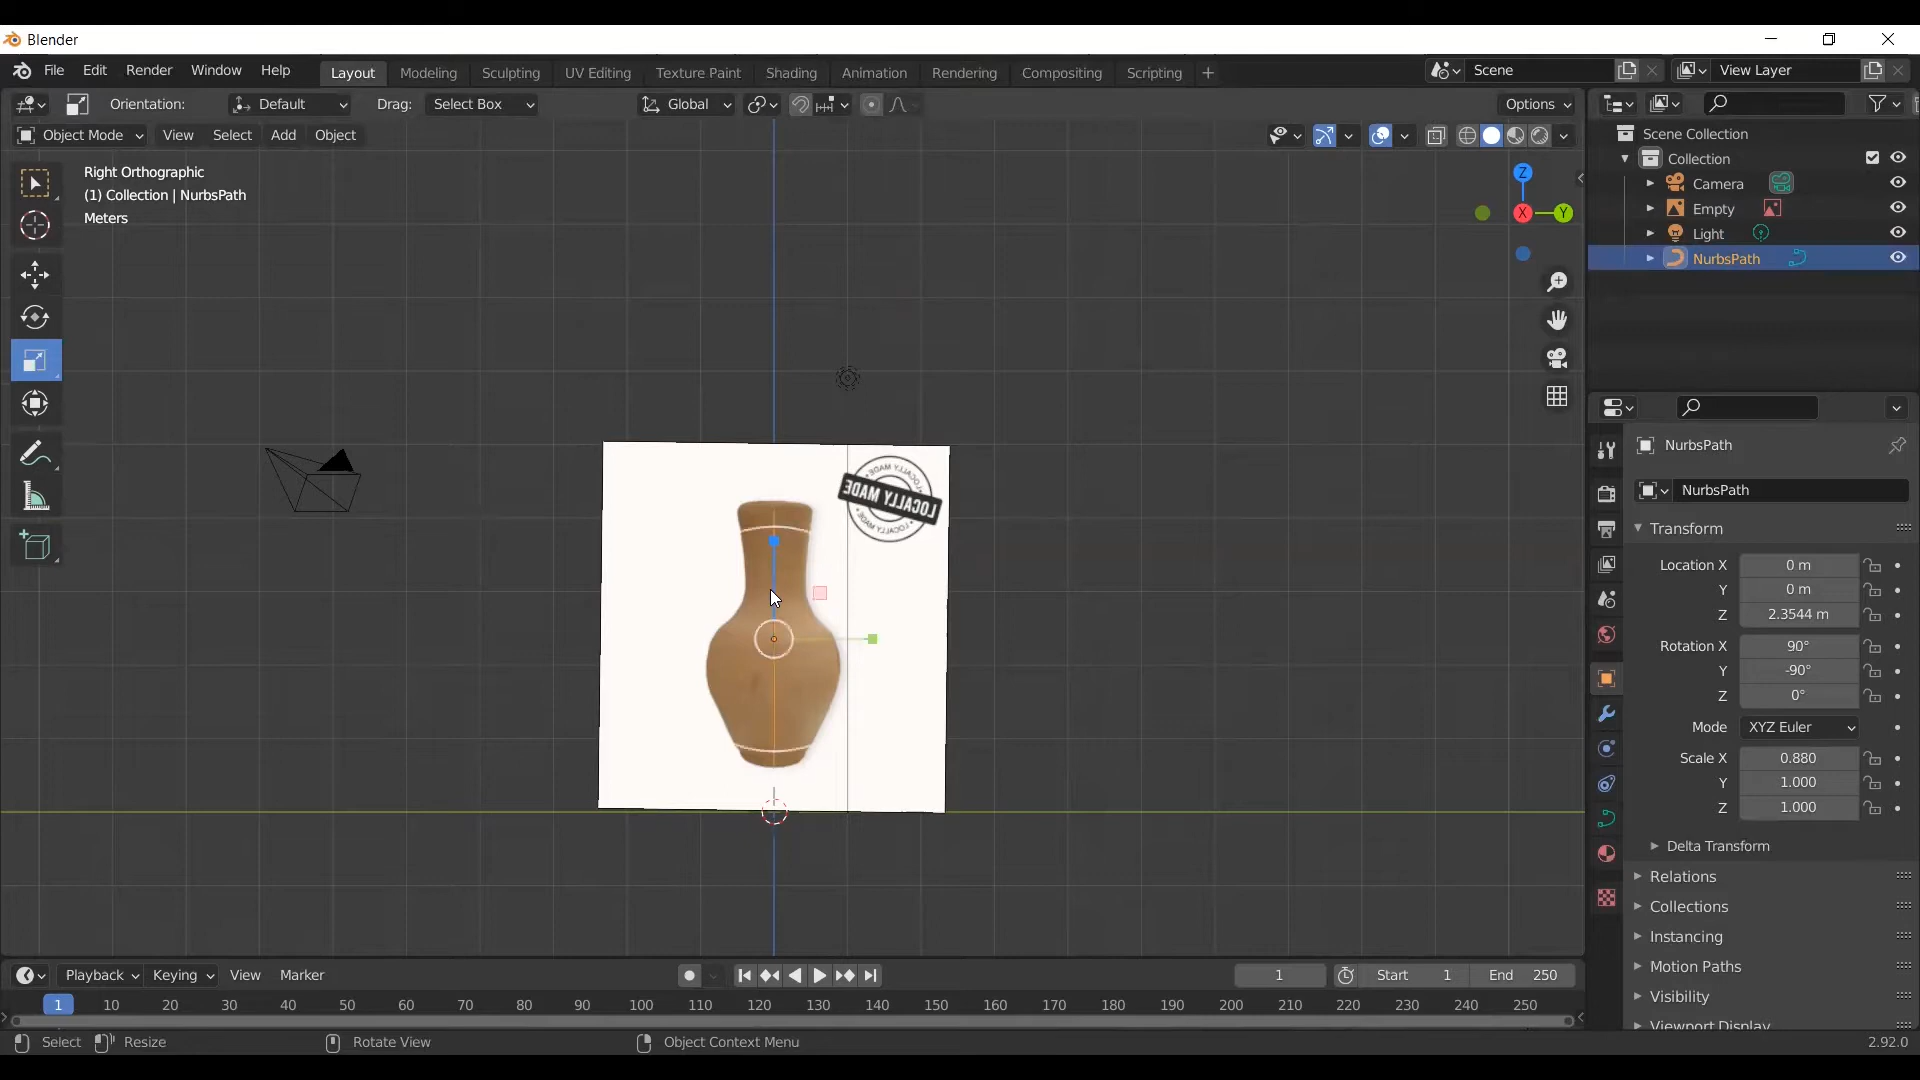 Blender
File Edit Render Window Help Layout Modeling Sculpting UV Editing Texture Paint Shading Animation Rendering Compositing Scripting + Scene View Layer
Orientation: Default Drag: Select Box Global Options
Object Mode View Select Add Object
Right Orthographic
(1) Collection | NurbsPath
Meters
Z
X
Y
LOCALLY MADE
LOCALLY MADE
LOCALLY MADE
Scene Collection
Collection
Camera
Empty
Light
NurbsPath
NurbsPath
NurbsPath
Transform
Location X 0 m
Y 0 m
Z 2.3544 m
Rotation X 90°
Y -90°
Z 0°
Mode XYZ Euler
Scale X 0.880
Y 1.000
Z 1.000
Delta Transform
Relations
Collections
Instancing
Motion Paths
Visibility
Viewport Display
Playback Keying View Marker 1 Start 1 End 250
1 10 20 30 40 50 60 70 80 90 100 110 120 130 140 150 160 170 180 190 200 210 220 230 240 250
Select Resize Rotate View Object Context Menu 2.92.0